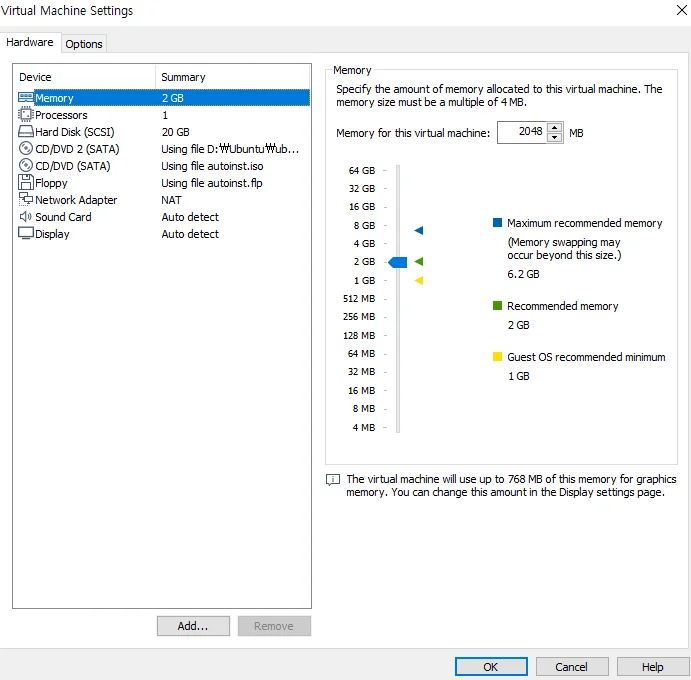 Virtual Machine Settings
Hardware Options
Device Summary
Memory 2 GB
Processors 1
Hard Disk (SCSI) 20 GB
CD/DVD 2 (SATA) Using file D:₩Ubuntu₩ub...
CD/DVD (SATA) Using file autoinst.iso
Floppy Using file autoinst.flp
Network Adapter NAT
Sound Card Auto detect
Display Auto detect
Add...
Remove
Memory
Specify the amount of memory allocated to this virtual machine. The
memory size must be a multiple of 4 MB.
Memory for this virtual machine: 2048 MB
64 GB
32 GB
16 GB
8 GB
4 GB
2 GB
1 GB
512 MB
256 MB
128 MB
64 MB
32 MB
16 MB
8 MB
4 MB
Maximum recommended memory
(Memory swapping may
occur beyond this size.)
6.2 GB
Recommended memory
2 GB
Guest OS recommended minimum
1 GB
The virtual machine will use up to 768 MB of this memory for graphics
memory. You can change this amount in the Display settings page.
OK Cancel Help